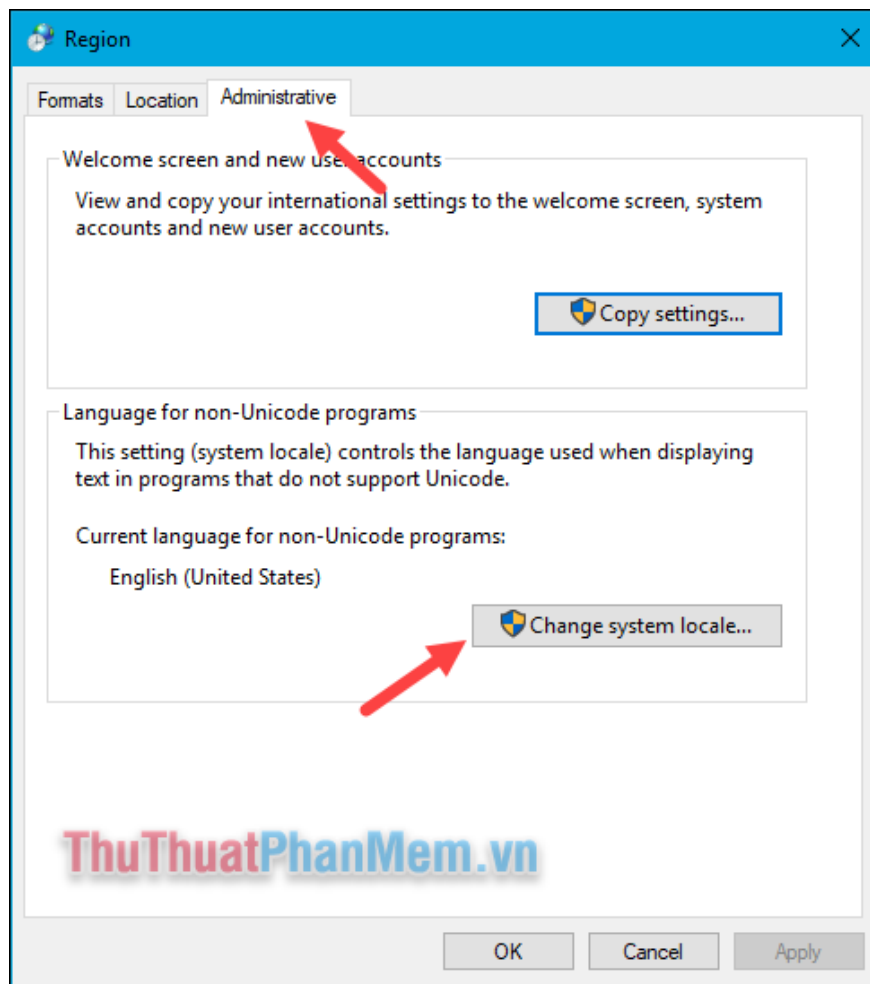 Region
Formats Location Administrative
Welcome screen and new user accounts
View and copy your international settings to the welcome screen, system
accounts and new user accounts.
Copy settings...
Language for non-Unicode programs
This setting (system locale) controls the language used when displaying
text in programs that do not support Unicode.
Current language for non-Unicode programs:
English (United States)
Change system locale...
ThuThuatPhanMem.vn
OK Cancel Apply